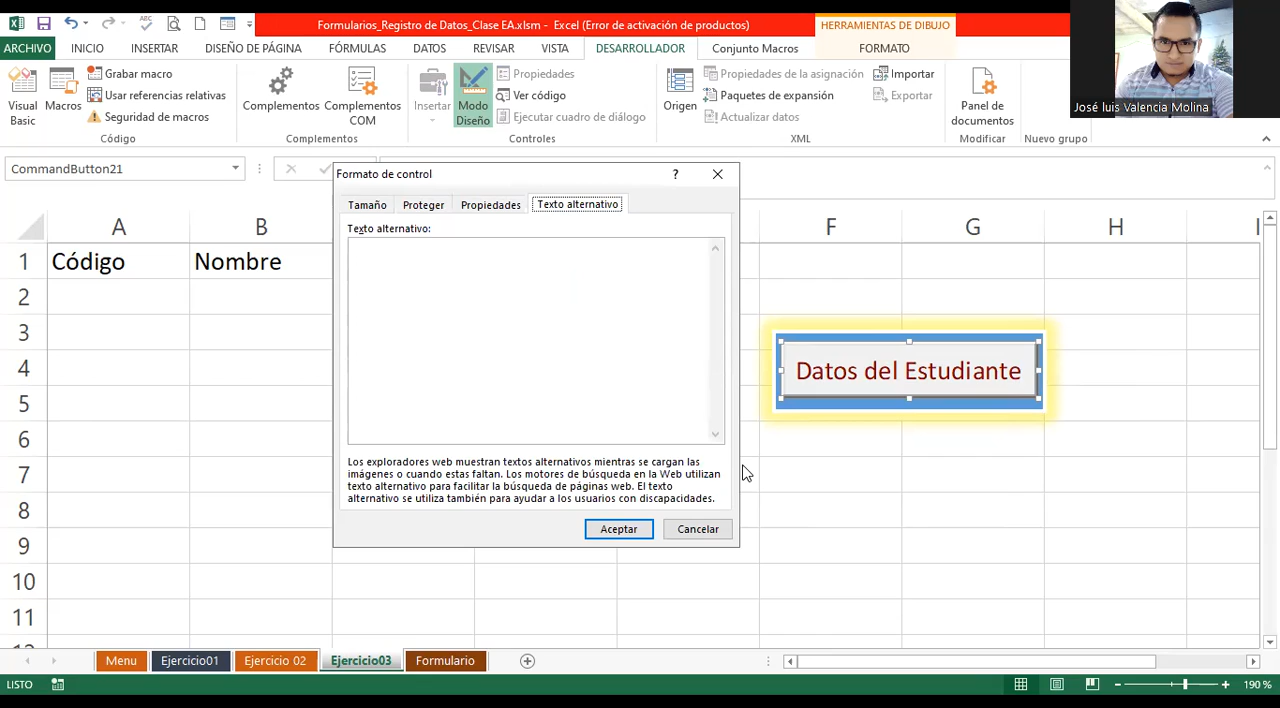 Formularios_Registro de Datos_Clase EA.xlsm - Excel (Error de activación de productos)
HERRAMIENTAS DE DIBUJO
ARCHIVO INICIO INSERTAR DISEÑO DE PÁGINA FÓRMULAS DATOS REVISAR VISTA DESARROLLADOR Conjunto Macros FORMATO
Visual Basic
Macros
Grabar macro
Usar referencias relativas
Seguridad de macros
Código
Complementos
Complementos COM
Complementos
Insertar
Modo Diseño
Propiedades
Ver código
Ejecutar cuadro de diálogo
Controles
Origen
Propiedades de la asignación
Paquetes de expansión
Actualizar datos
Importar
Exportar
XML
Panel de documentos
Modificar
Nuevo grupo
José luis Valencia Molina
CommandButton21
Formato de control
?
Tamaño Proteger Propiedades Texto alternativo
Texto alternativo:
Los exploradores web muestran textos alternativos mientras se cargan las
imágenes o cuando estas faltan. Los motores de búsqueda en la Web utilizan
texto alternativo para facilitar la búsqueda de páginas web. El texto
alternativo se utiliza también para ayudar a los usuarios con discapacidades.
Aceptar Cancelar
A B F G H I
1 Código Nombre
2
3
4
5
6
7
8
9
10
11
Datos del Estudiante
Menu Ejercicio01 Ejercicio 02 Ejercicio03 Formulario
LISTO
190 %